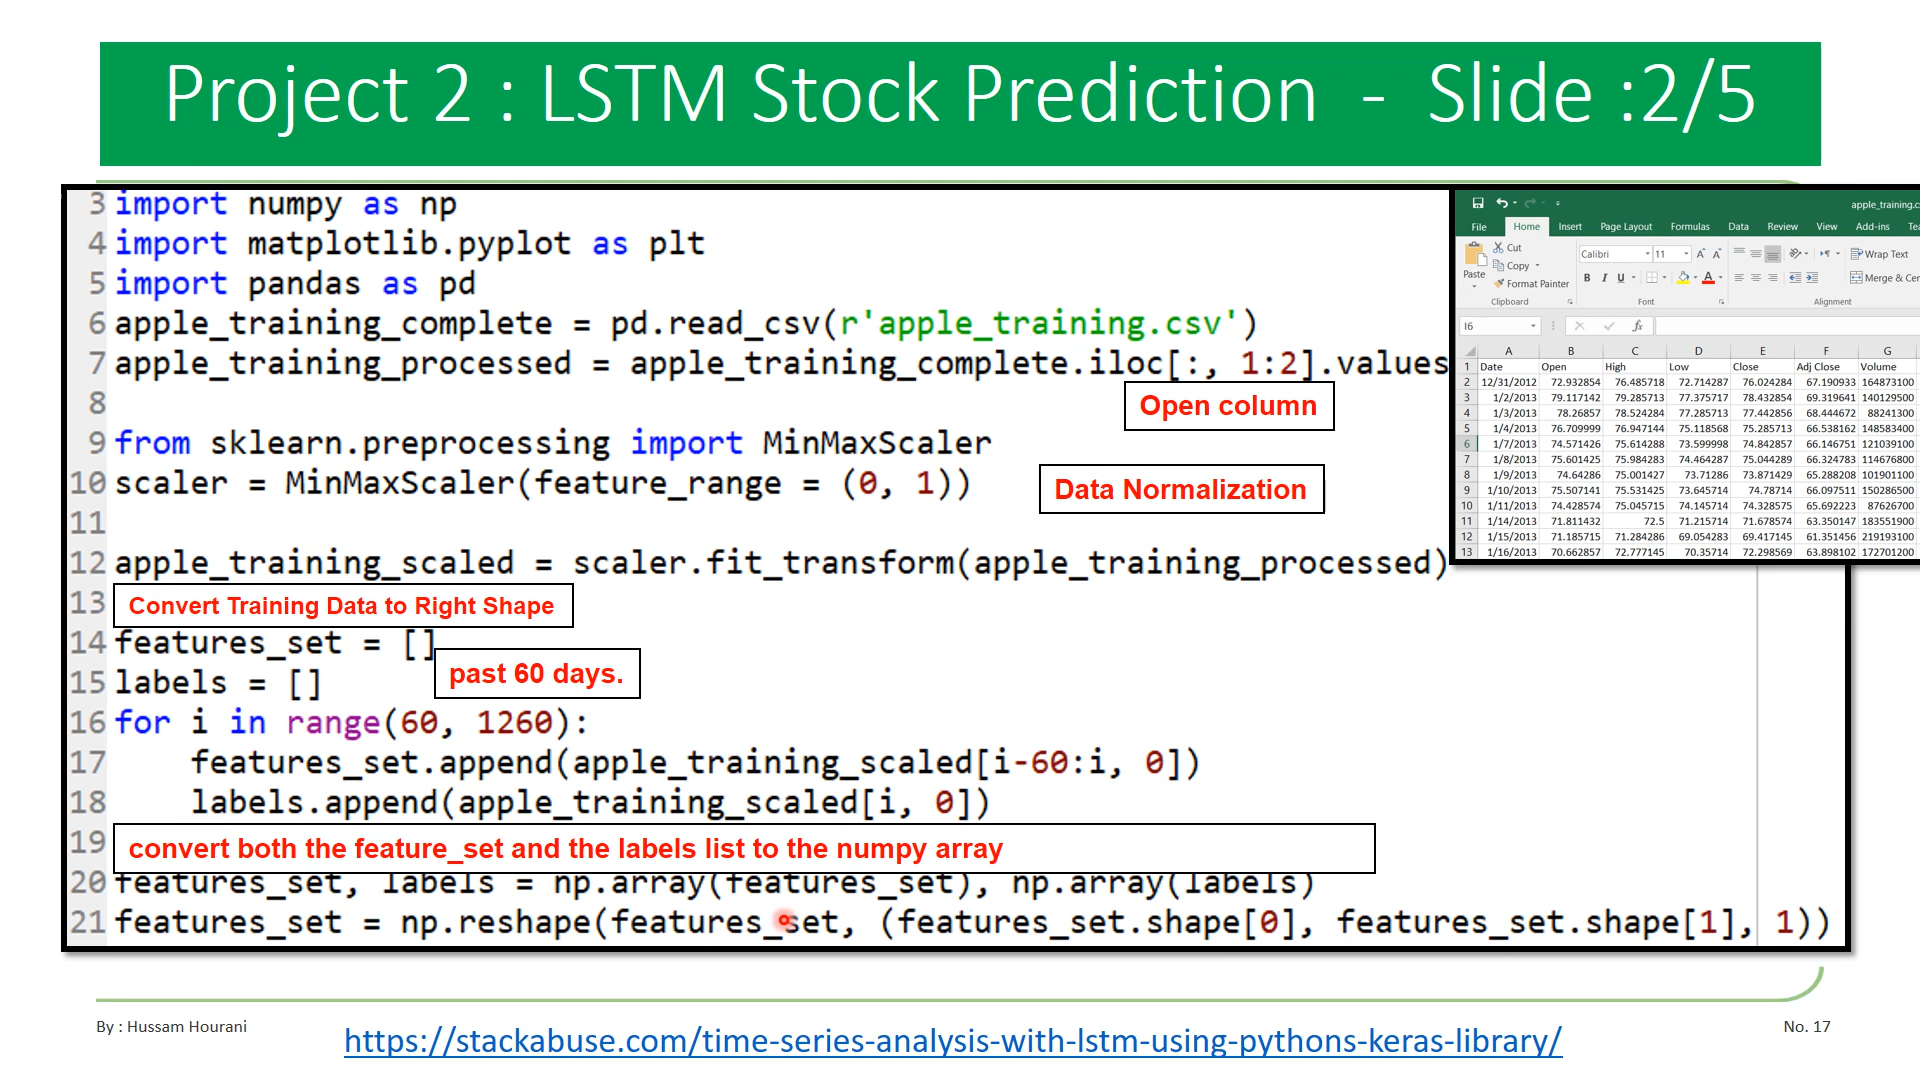 Project 2 : LSTM Stock Prediction - Slide :2/5
3 import numpy as np
4 import matplotlib.pyplot as plt
5 import pandas as pd
6 apple_training_complete = pd.read_csv(r'apple_training.csv')
7 apple_training_processed = apple_training_complete.iloc[:, 1:2].values
Open column
8
9 from sklearn.preprocessing import MinMaxScaler
10 scaler = MinMaxScaler(feature_range = (0, 1))
Data Normalization
11
12 apple_training_scaled = scaler.fit_transform(apple_training_processed)
13 Convert Training Data to Right Shape
14 features_set = []
past 60 days.
15 labels = []
16 for i in range(60, 1260):
17     features_set.append(apple_training_scaled[i-60:i, 0])
18     labels.append(apple_training_scaled[i, 0])
19 convert both the feature_set and the labels list to the numpy array
20 features_set, labels = np.array(features_set), np.array(labels)
21 features_set = np.reshape(features_set, (features_set.shape[0], features_set.shape[1], 1))
apple_training.cs
File Home Insert Page Layout Formulas Data Review View Add-ins Tea
Cut
Copy
Paste
Format Painter
Calibri 11
B I U
Wrap Text
Merge & Cen
Clipboard Font Alignment
I6 fx
A B C D E F G
1 Date Open High Low Close Adj Close Volume
2 12/31/2012 72.932854 76.485718 72.714287 76.024284 67.190933 164873100
3 1/2/2013 79.117142 79.285713 77.375717 78.432854 69.319641 140129500
4 1/3/2013 78.26857 78.524284 77.285713 77.442856 68.444672 88241300
5 1/4/2013 76.709999 76.947144 75.118568 75.285713 66.538162 148583400
6 1/7/2013 74.571426 75.614288 73.599998 74.842857 66.146751 121039100
7 1/8/2013 75.601425 75.984283 74.464287 75.044289 66.324783 114676800
8 1/9/2013 74.64286 75.001427 73.71286 73.871429 65.288208 101901100
9 1/10/2013 75.507141 75.531425 73.645714 74.78714 66.097511 150286500
10 1/11/2013 74.428574 75.045715 74.145714 74.328575 65.692223 87626700
11 1/14/2013 71.811432 72.5 71.215714 71.678574 63.350147 183551900
12 1/15/2013 71.185715 71.284286 69.054283 69.417145 61.351456 219193100
13 1/16/2013 70.662857 72.777145 70.35714 72.298569 63.898102 172701200
By : Hussam Hourani
https://stackabuse.com/time-series-analysis-with-lstm-using-pythons-keras-library/
No. 17